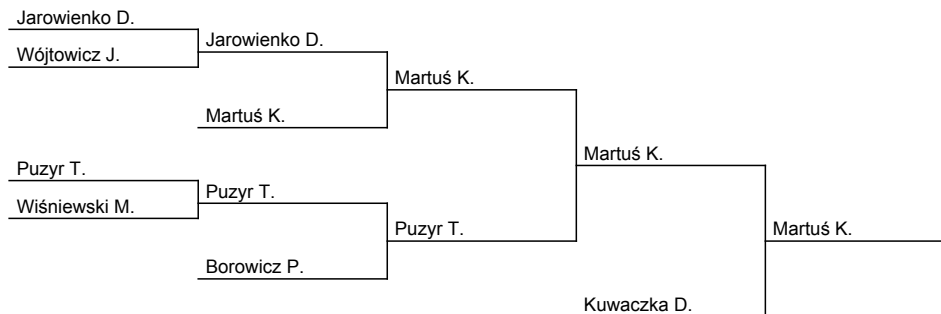 Jarowienko D.
Wójtowicz J.
Jarowienko D.
Martuś K.
Martuś K.
Puzyr T.
Wiśniewski M.
Puzyr T.
Borowicz P.
Puzyr T.
Martuś K.
Kuwaczka D.
Martuś K.